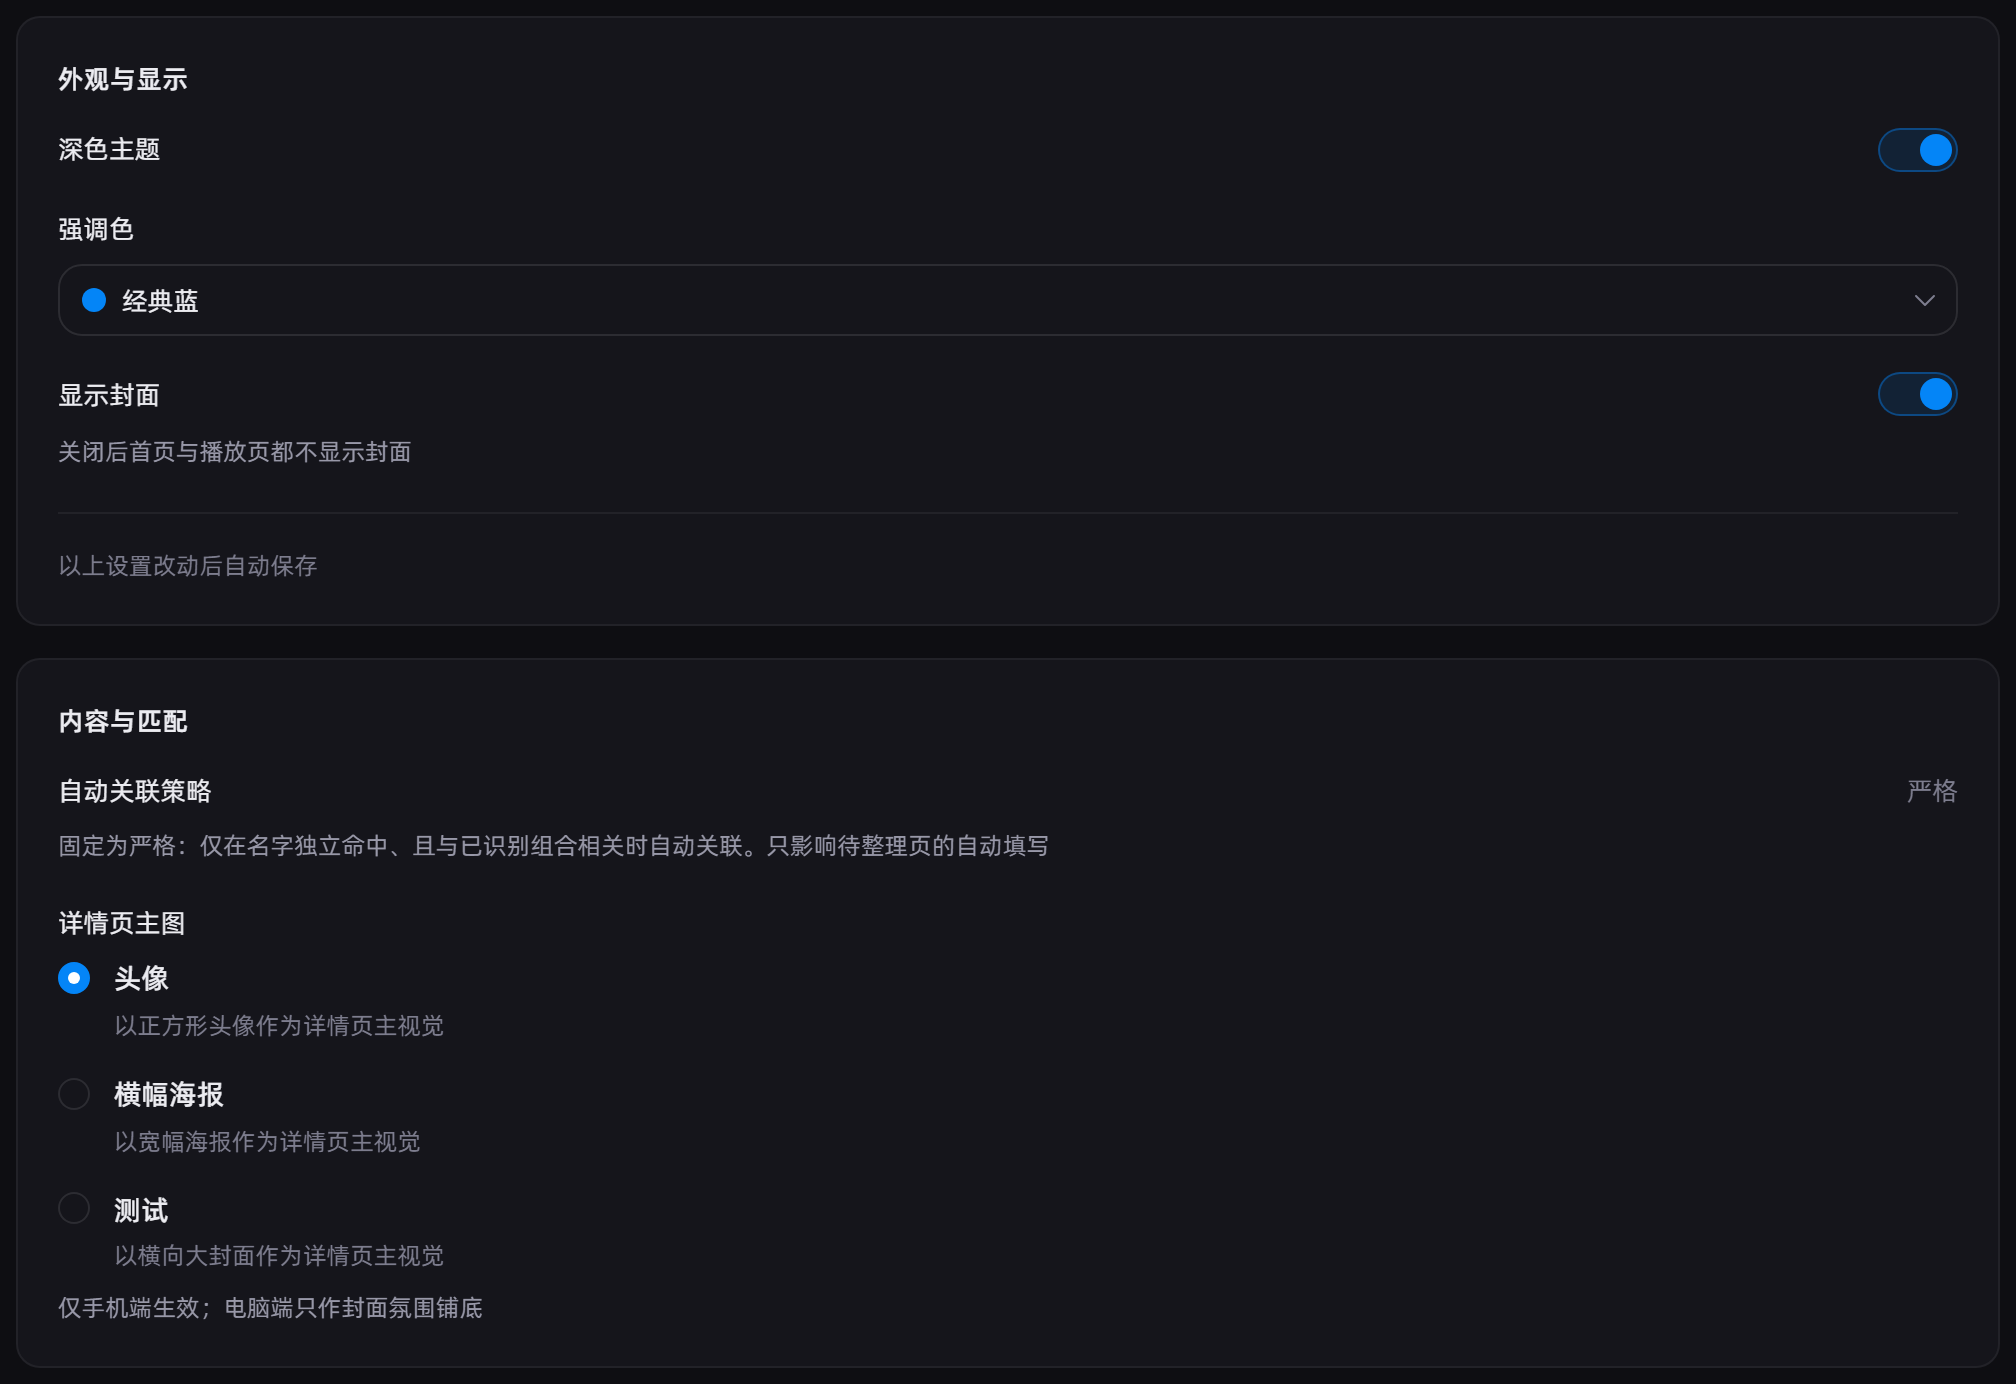 外观与显示
深色主题
强调色
经典蓝
显示封面
关闭后首页与播放页都不显示封面
以上设置改动后自动保存
内容与匹配
自动关联策略
严格
固定为严格：仅在名字独立命中、且与已识别组合相关时自动关联。只影响待整理页的自动填写
详情页主图
头像
以正方形头像作为详情页主视觉
横幅海报
以宽幅海报作为详情页主视觉
测试
以横向大封面作为详情页主视觉
仅手机端生效；电脑端只作封面氛围铺底